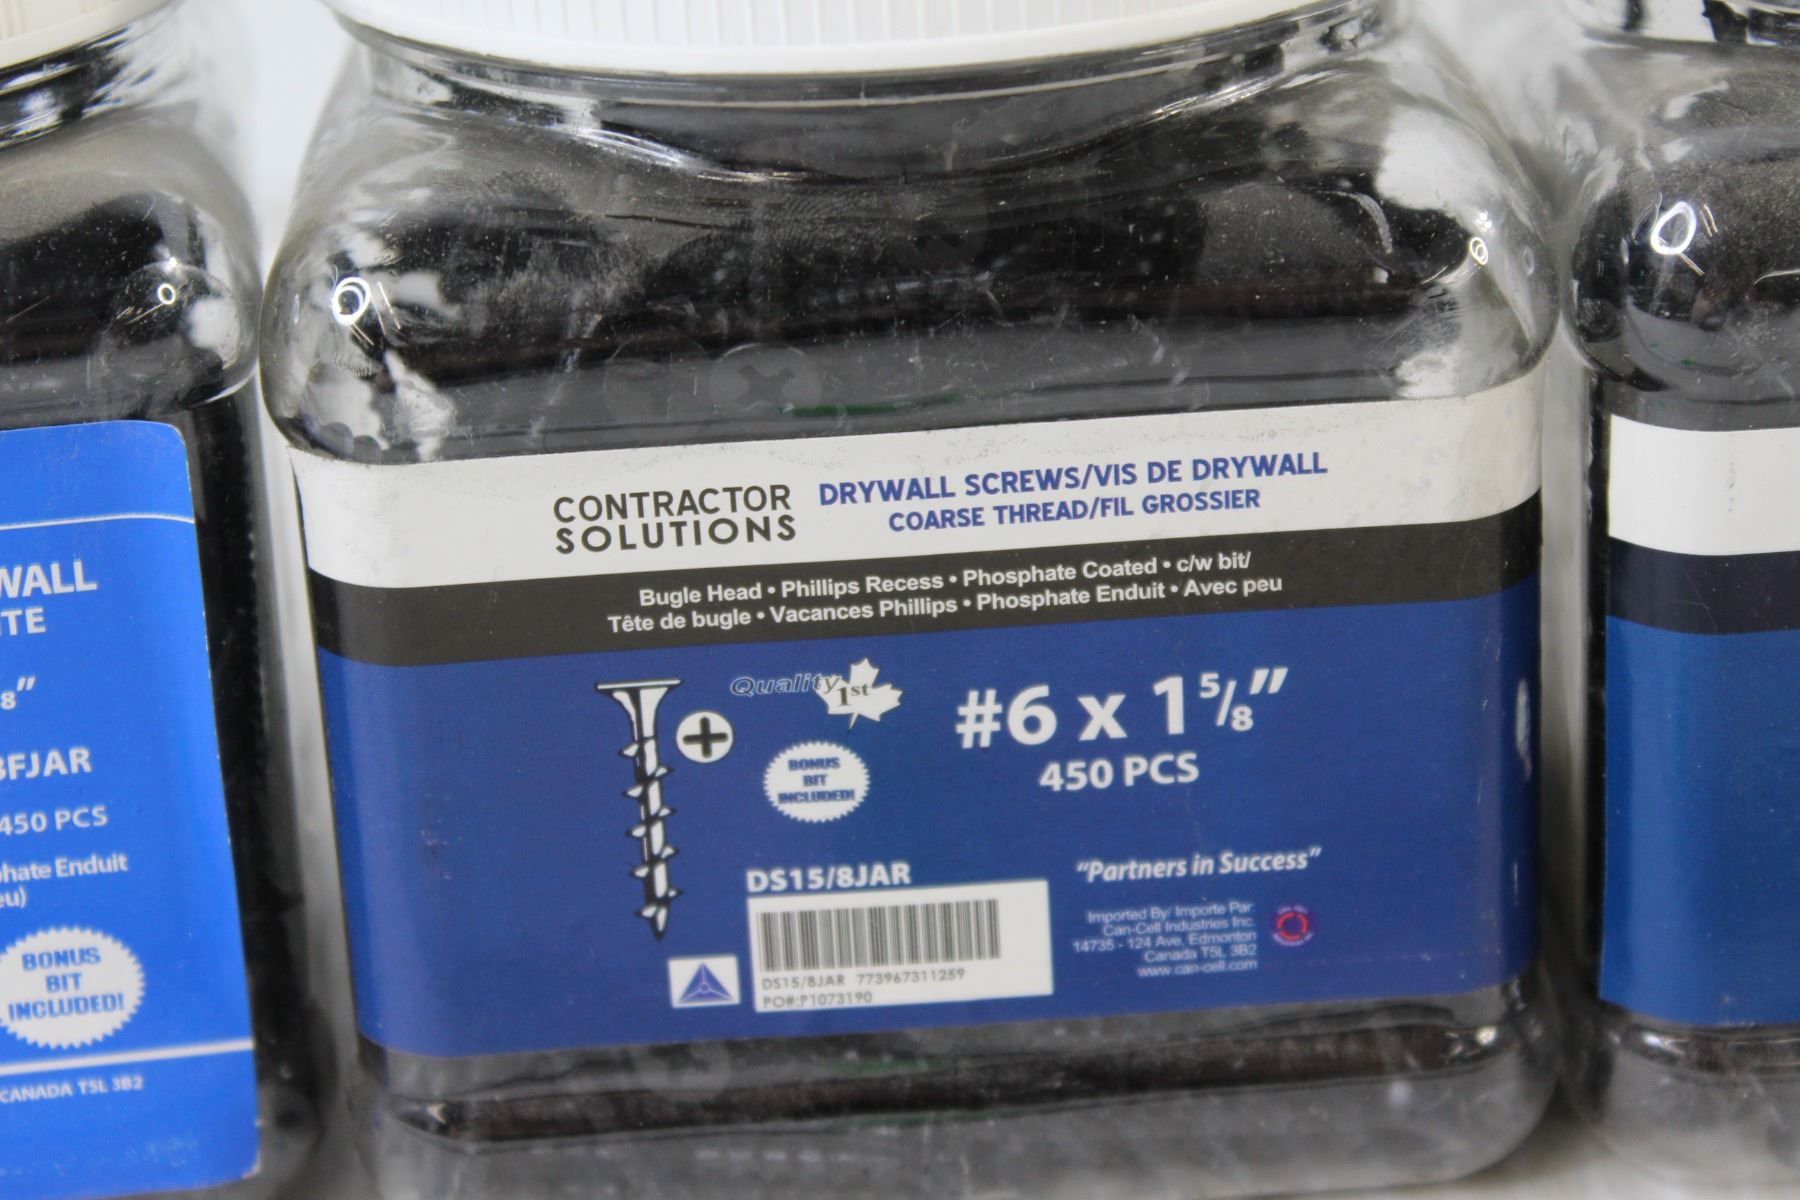 CONTRACTOR
SOLUTIONS
DRYWALL SCREWS/VIS DE DRYWALL
COARSE THREAD/FIL GROSSIER
Bugle Head • Phillips Recess • Phosphate Coated • c/w bit/
Tête de bugle • Vacances Phillips • Phosphate Enduit • Avec peu
Quality 1st
#6 x 1 5/8"
450 PCS
BONUS
BIT
INCLUDED!
DS15/8JAR
DS15/8JAR 773967311259
PO#:P1073190
"Partners in Success"
Imported By/ Importe Par:
Can-Cell Industries Inc.
14735 - 124 Ave, Edmonton
Canada T5L 3B2
www.can-cell.com
WALL
ITE
8"
8FJAR
450 PCS
phate Enduit
eu)
BONUS
BIT
INCLUDED!
CANADA T5L 3B2